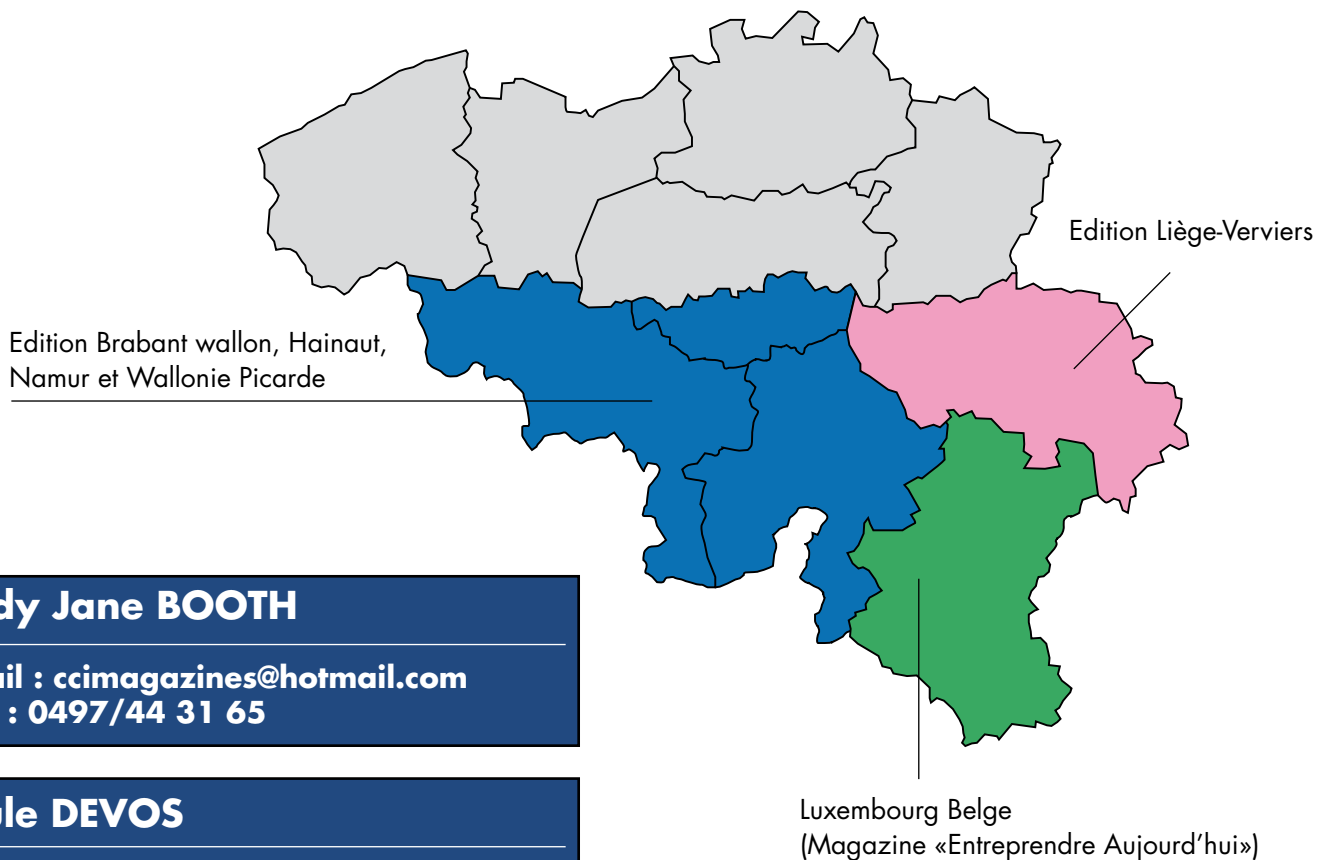 Edition Liège-Verviers
Edition Brabant wallon, Hainaut,
Namur et Wallonie Picarde
dy Jane BOOTH
ail : ccimagazines@hotmail.com
: 0497/44 31 65
ule DEVOS
Luxembourg Belge
(Magazine «Entreprendre Aujourd’hui»)